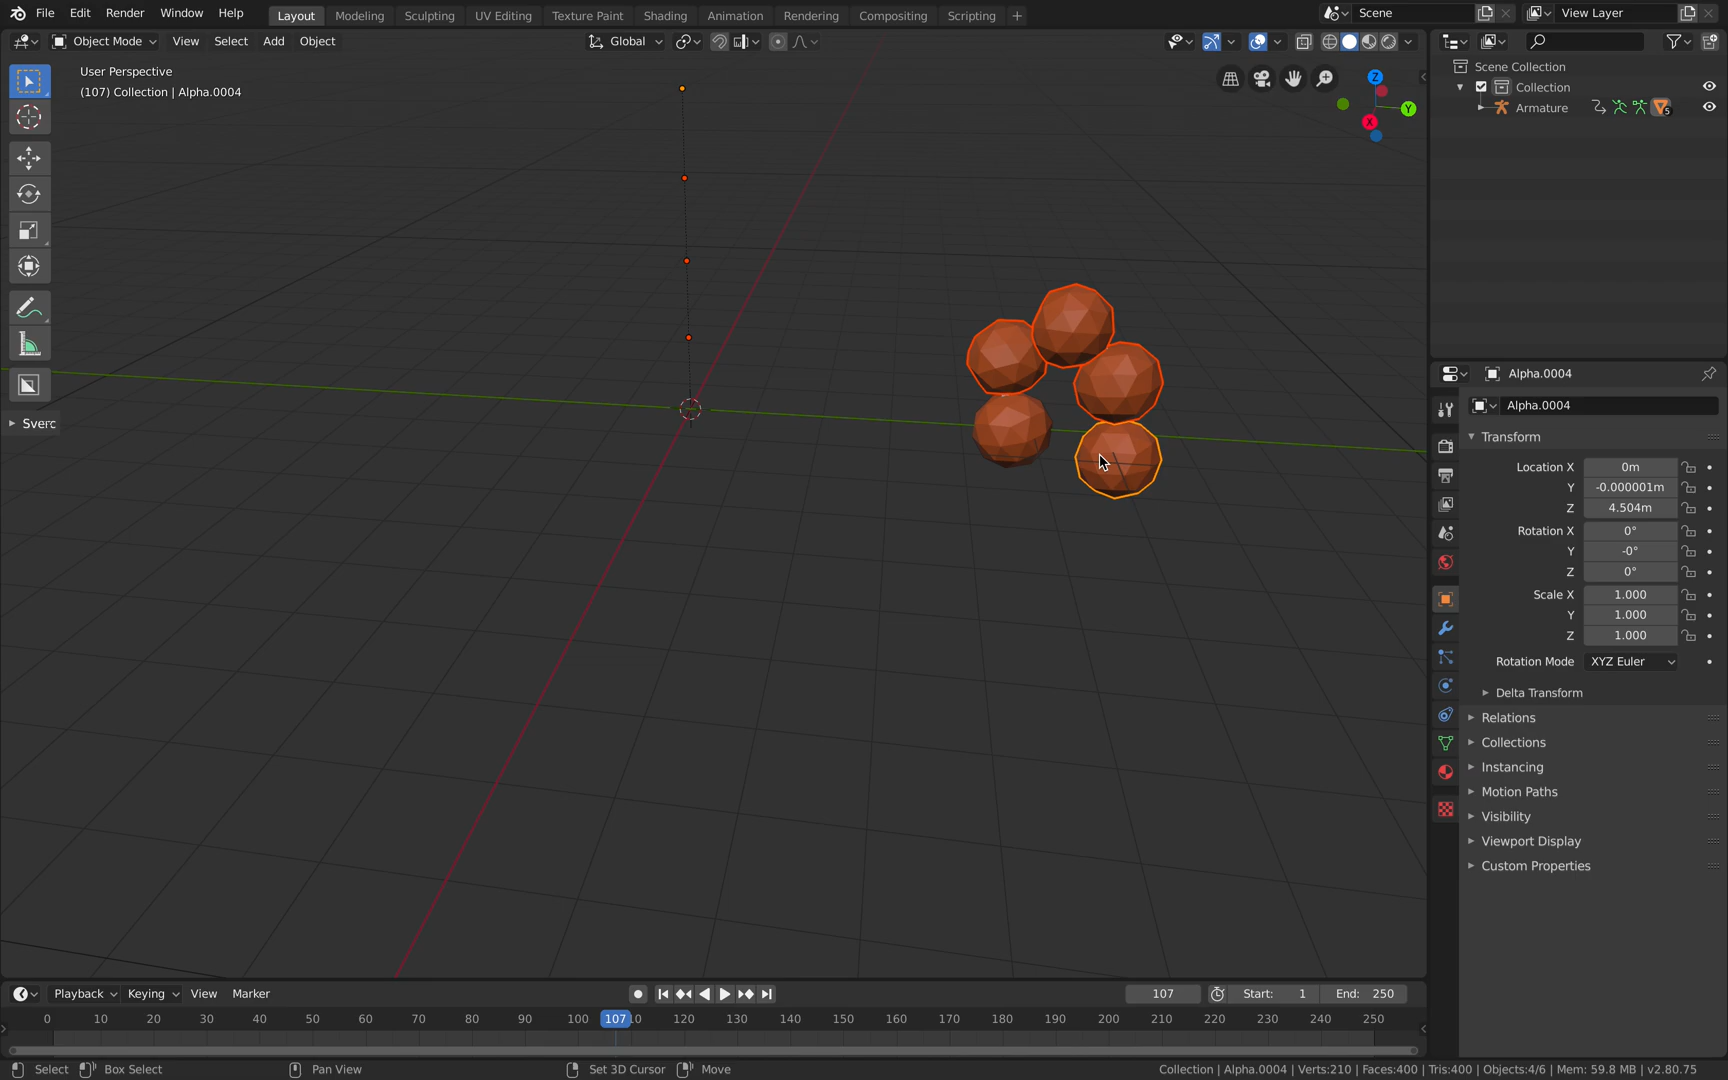 File Edit Render Window Help Layout Modeling Sculpting UV Editing Texture Paint Shading Animation Rendering Compositing Scripting + Scene View Layer
Object Mode View Select Add Object Global
User Perspective
(107) Collection | Alpha.0004
Z
Y
X
Sverc
Scene Collection
Collection
Armature 5
Alpha.0004
Alpha.0004
Transform
Location X 0m
Y -0.000001m
Z 4.504m
Rotation X 0°
Y -0°
Z 0°
Scale X 1.000
Y 1.000
Z 1.000
Rotation Mode XYZ Euler
Delta Transform
Relations
Collections
Instancing
Motion Paths
Visibility
Viewport Display
Custom Properties
Playback Keying View Marker 107 Start: 1 End: 250
0 10 20 30 40 50 60 70 80 90 100 107 120 130 140 150 160 170 180 190 200 210 220 230 240 250
Select Box Select Pan View Set 3D Cursor Move Collection | Alpha.0004 | Verts:210 | Faces:400 | Tris:400 | Objects:4/6 | Mem: 59.8 MB | v2.80.75